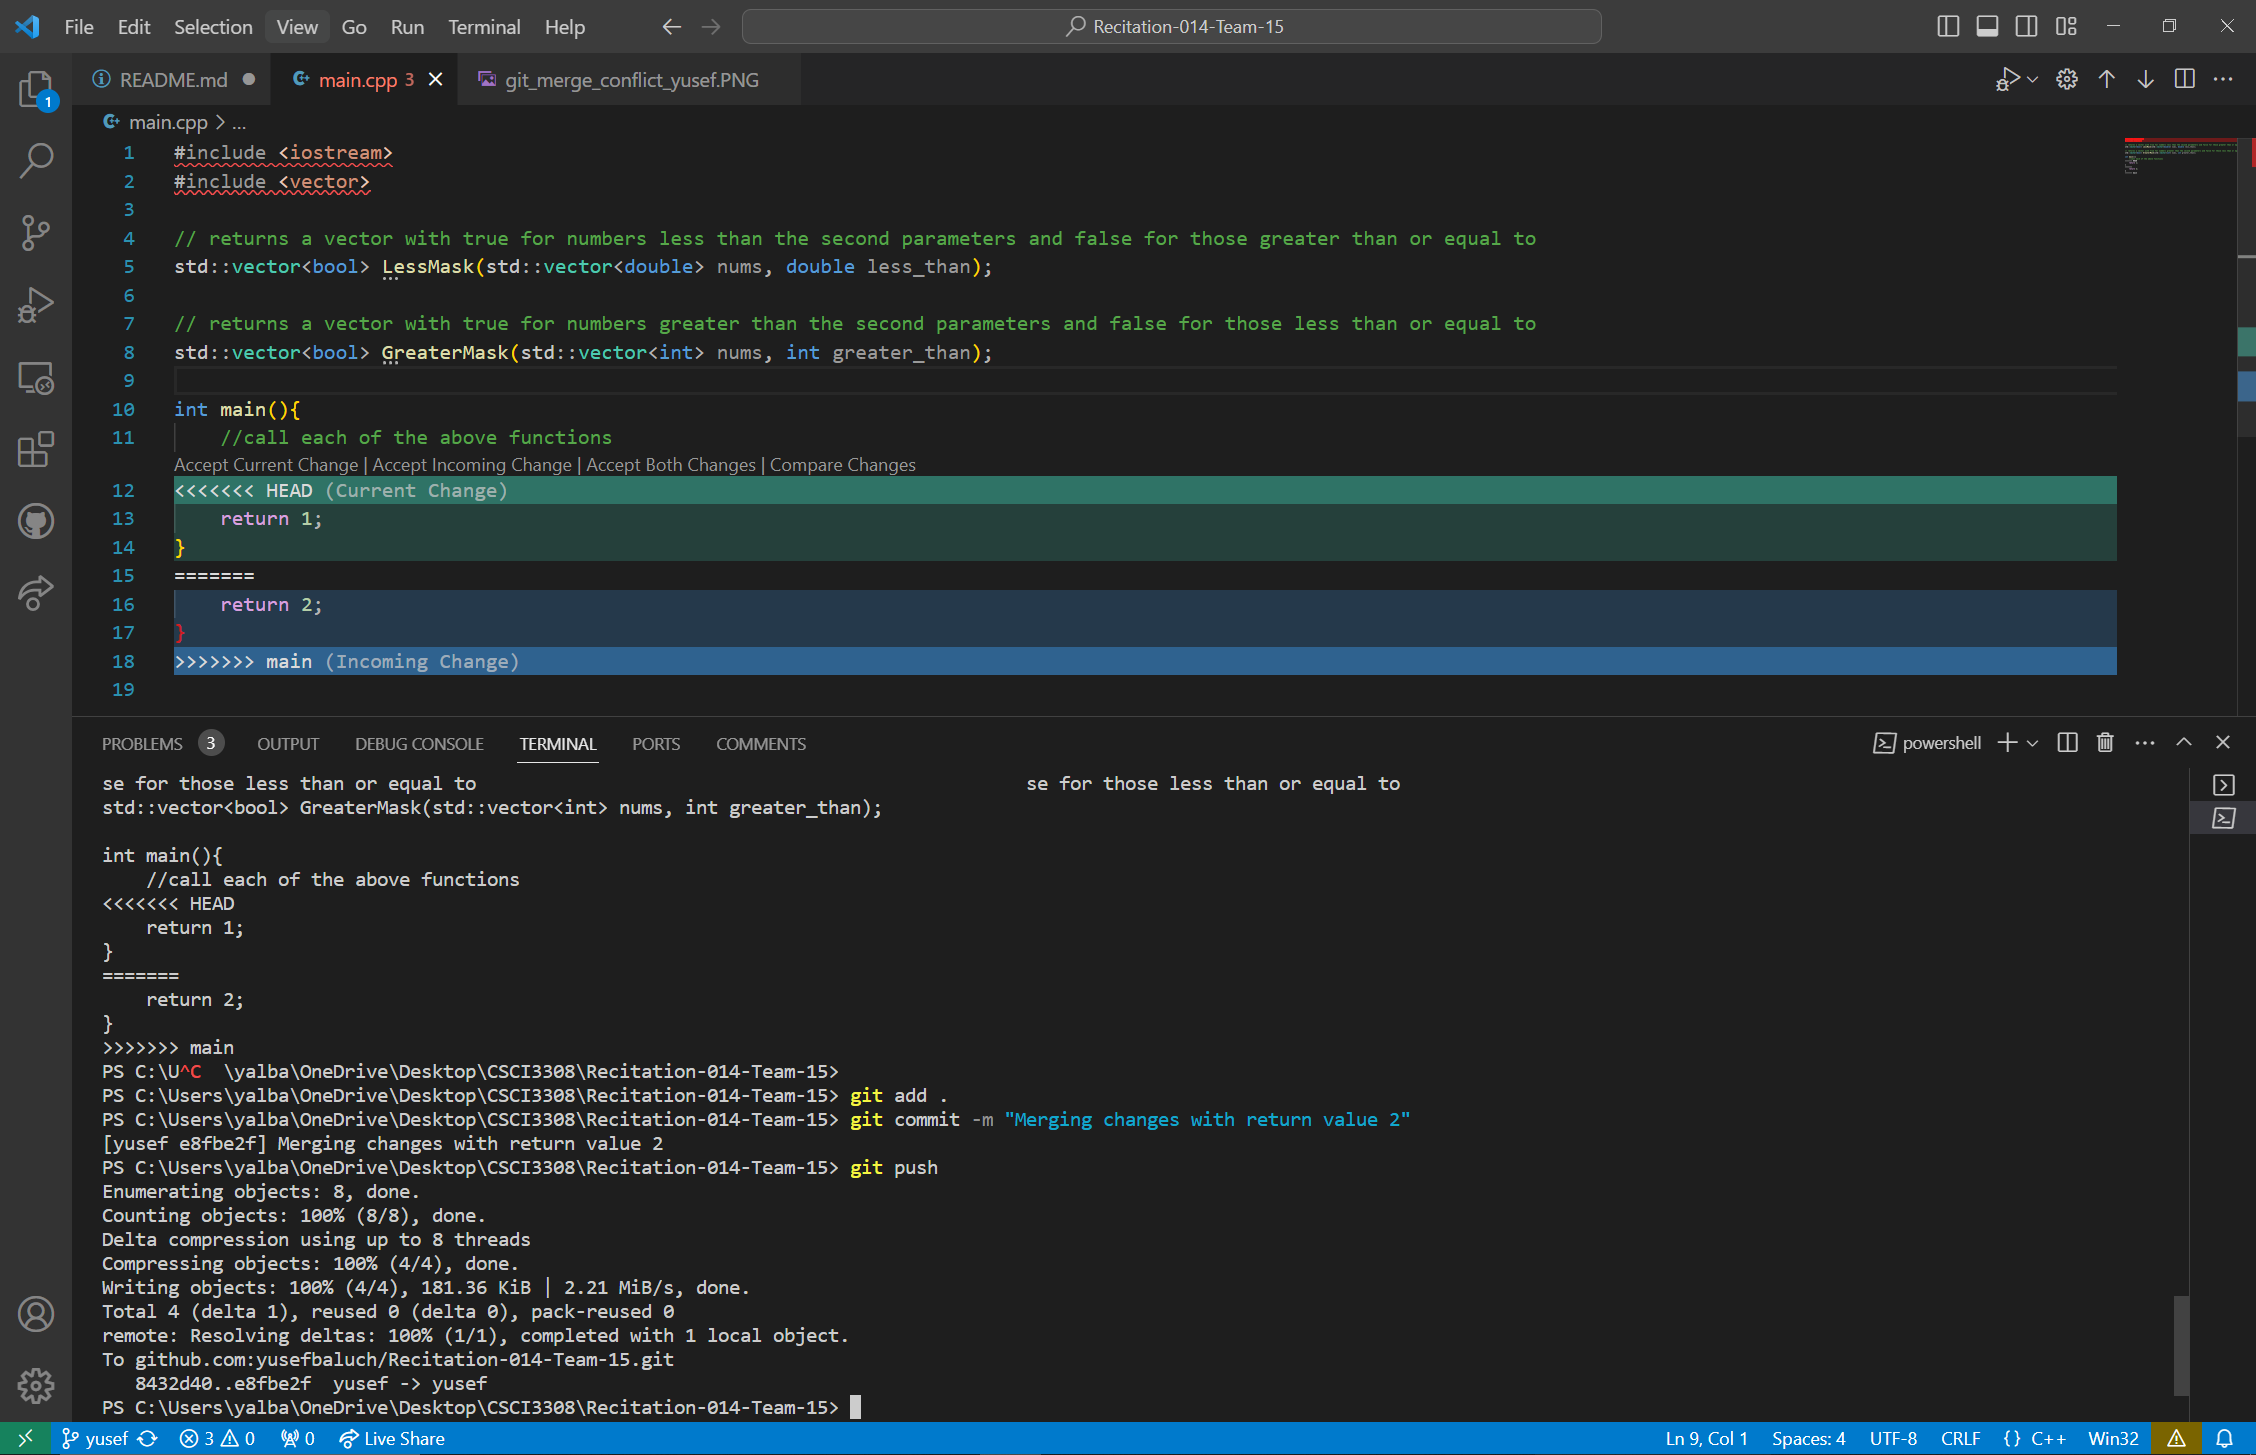 File Edit Selection View Go Run Terminal Help Recitation-014-Team-15
README.md main.cpp 3 git_merge_conflict_yusef.PNG
1
main.cpp > ...
1 #include <iostream>
2 #include <vector>
3
4 // returns a vector with true for numbers less than the second parameters and false for those greater than or equal to
5 std::vector<bool> LessMask(std::vector<double> nums, double less_than);
6
7 // returns a vector with true for numbers greater than the second parameters and false for those less than or equal to
8 std::vector<bool> GreaterMask(std::vector<int> nums, int greater_than);
9
10 int main(){
11     //call each of the above functions
Accept Current Change | Accept Incoming Change | Accept Both Changes | Compare Changes
12 <<<<<<< HEAD (Current Change)
13     return 1;
14 }
15 =======
16     return 2;
17 }
18 >>>>>>> main (Incoming Change)
19
PROBLEMS 3 OUTPUT DEBUG CONSOLE TERMINAL PORTS COMMENTS powershell
se for those less than or equal to se for those less than or equal to
std::vector<bool> GreaterMask(std::vector<int> nums, int greater_than);
int main(){
    //call each of the above functions
<<<<<<< HEAD
    return 1;
}
=======
    return 2;
}
>>>>>>> main
PS C:\U^C  \yalba\OneDrive\Desktop\CSCI3308\Recitation-014-Team-15>
PS C:\Users\yalba\OneDrive\Desktop\CSCI3308\Recitation-014-Team-15> git add .
PS C:\Users\yalba\OneDrive\Desktop\CSCI3308\Recitation-014-Team-15> git commit -m "Merging changes with return value 2"
[yusef e8fbe2f] Merging changes with return value 2
PS C:\Users\yalba\OneDrive\Desktop\CSCI3308\Recitation-014-Team-15> git push
Enumerating objects: 8, done.
Counting objects: 100% (8/8), done.
Delta compression using up to 8 threads
Compressing objects: 100% (4/4), done.
Writing objects: 100% (4/4), 181.36 KiB | 2.21 MiB/s, done.
Total 4 (delta 1), reused 0 (delta 0), pack-reused 0
remote: Resolving deltas: 100% (1/1), completed with 1 local object.
To github.com:yusefbaluch/Recitation-014-Team-15.git
   8432d40..e8fbe2f  yusef -> yusef
PS C:\Users\yalba\OneDrive\Desktop\CSCI3308\Recitation-014-Team-15>
yusef 3 0 0 Live Share Ln 9, Col 1 Spaces: 4 UTF-8 CRLF {} C++ Win32